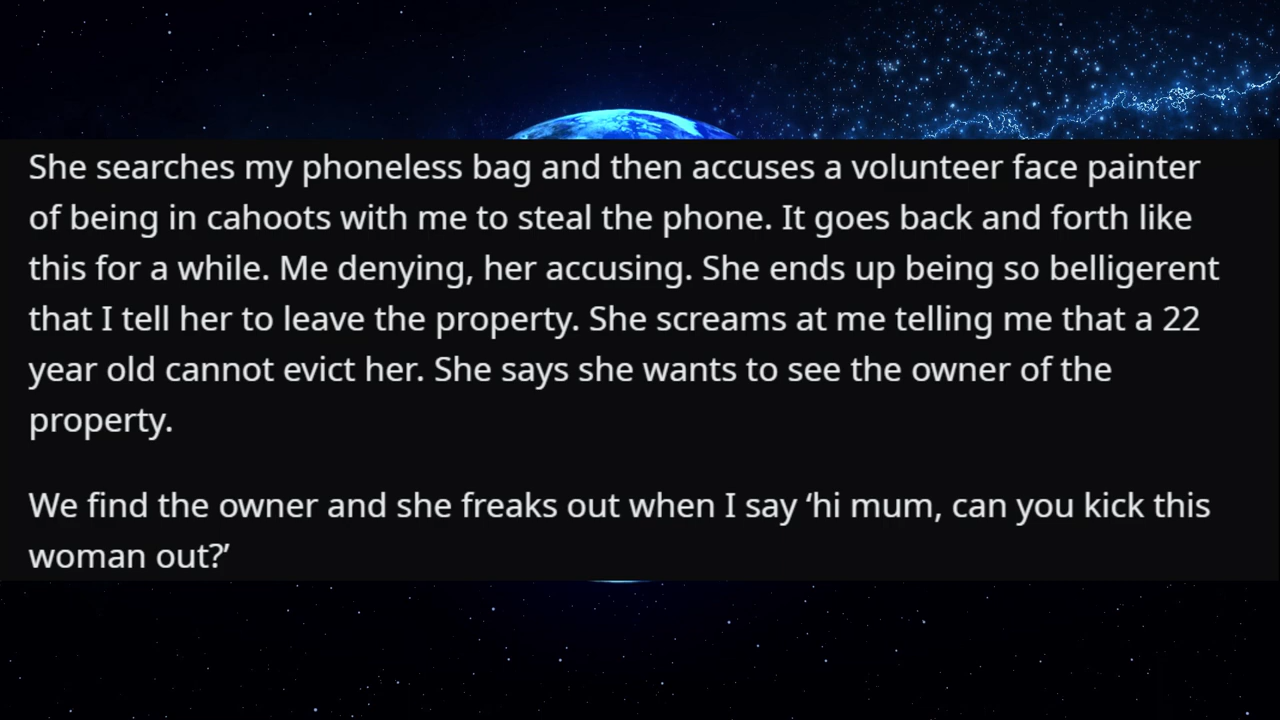 She searches my phoneless bag and then accuses a volunteer face painter
of being in cahoots with me to steal the phone. It goes back and forth like
this for a while. Me denying, her accusing. She ends up being so belligerent
that I tell her to leave the property. She screams at me telling me that a 22
year old cannot evict her. She says she wants to see the owner of the
property.
We find the owner and she freaks out when I say ‘hi mum, can you kick this
woman out?’